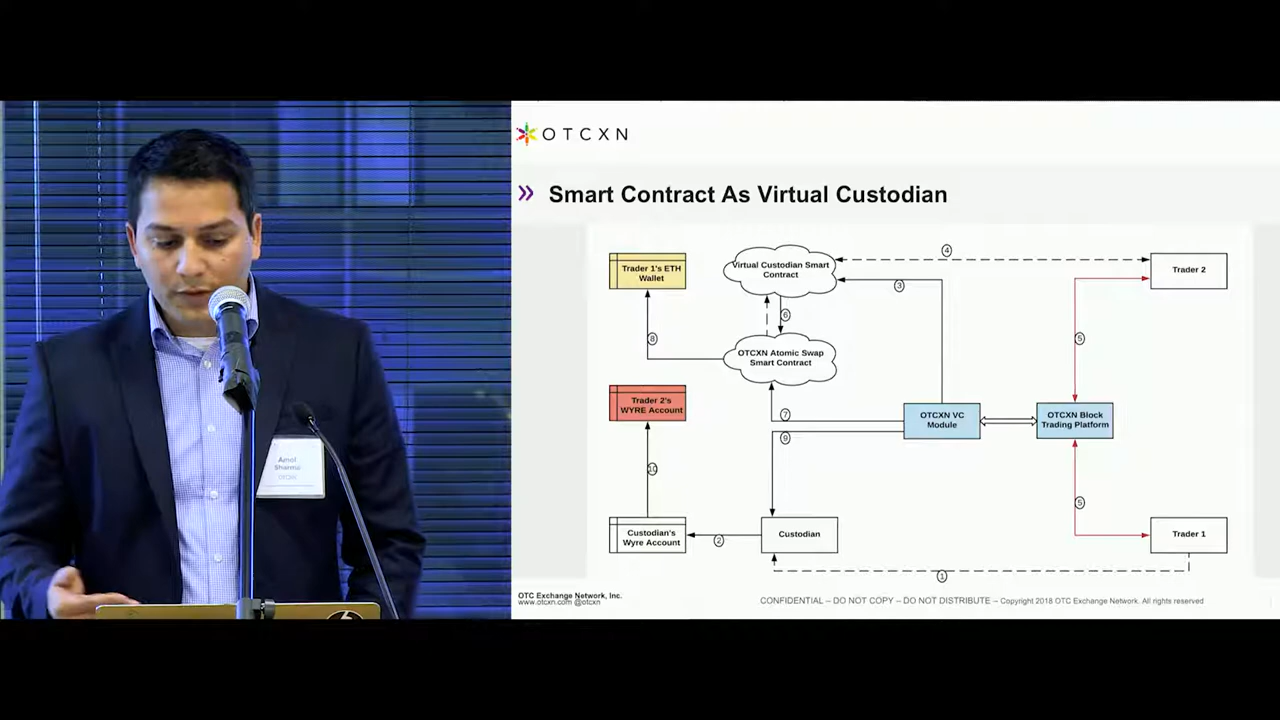 OTCXN
Smart Contract As Virtual Custodian
Trader 1's ETH
Wallet
Virtual Custodian Smart
Contract
4
Trader 2
3
6
8
OTCXN Atomic Swap
Smart Contract
5
Trader 2's
WYRE Account
7
OTCXN VC
Module
OTCXN Block
Trading Platform
9
10
5
Custodian's
Wyre Account
2
Custodian
Trader 1
1
Amol
Sharma
OTCXN
OTC Exchange Network, Inc.
www.otcxn.com @otcxn
CONFIDENTIAL – DO NOT COPY – DO NOT DISTRIBUTE – Copyright 2018 OTC Exchange Network. All rights reserved